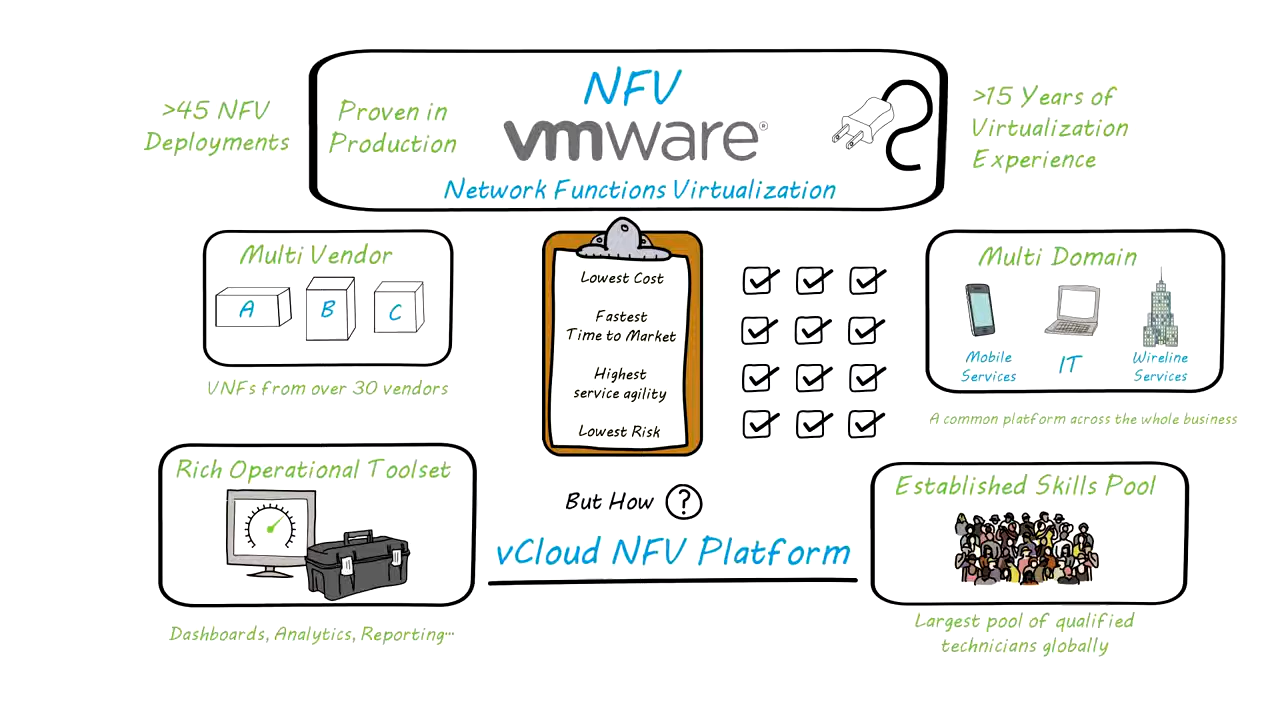 NFV
vmware®
Network Functions Virtualization
>45 NFV
Deployments
Proven in
Production
>15 Years of
Virtualization
Experience
Multi Vendor
A
B
C
VNFs from over 30 vendors
Lowest Cost
Fastest
Time to Market
Highest
service agility
Lowest Risk
Multi Domain
Mobile
Services
IT
Wireline
Services
A common platform across the whole business
Rich Operational Toolset
Dashboards, Analytics, Reporting...
But How ?
vCloud NFV Platform
Established Skills Pool
Largest pool of qualified
technicians globally